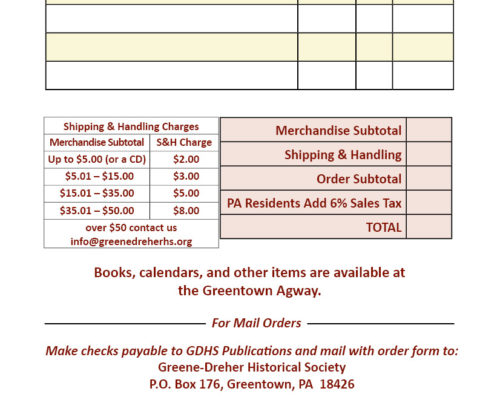 Shipping & Handling Charges
Merchandise Subtotal S&H Charge
Up to $5.00 (or a CD) $2.00
$5.01 – $15.00 $3.00
$15.01 – $35.00 $5.00
$35.01 – $50.00 $8.00
over $50 contact us
info@greenedreherhs.org
Merchandise Subtotal
Shipping & Handling
Order Subtotal
PA Residents Add 6% Sales Tax
TOTAL
Books, calendars, and other items are available at
the Greentown Agway.
For Mail Orders
Make checks payable to GDHS Publications and mail with order form to:
Greene-Dreher Historical Society
P.O. Box 176, Greentown, PA 18426